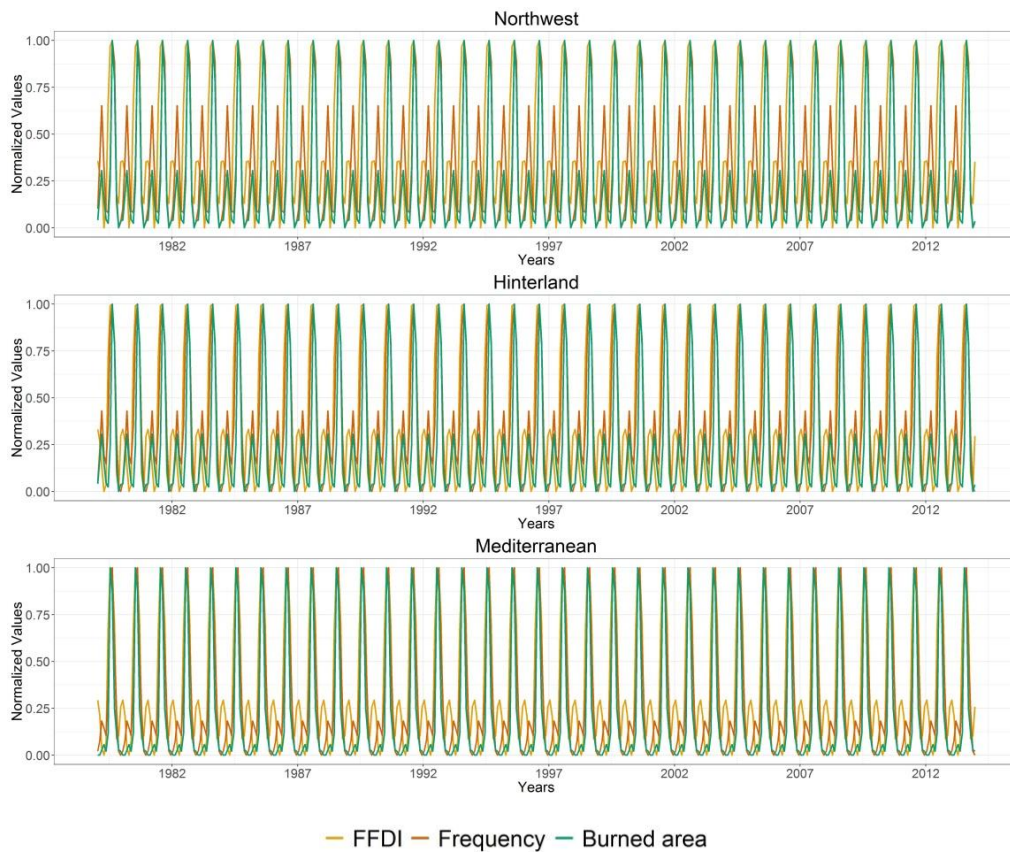 Northwest
Normalized Values
1.00
0.75
0.50
0.25
0.00
1982 1987 1992 1997 2002 2007 2012
Years
Hinterland
Normalized Values
1.00
0.75
0.50
0.25
0.00
1982 1987 1992 1997 2002 2007 2012
Years
Mediterranean
Normalized Values
1.00
0.75
0.50
0.25
0.00
1982 1987 1992 1997 2002 2007 2012
Years
FFDI Frequency Burned area